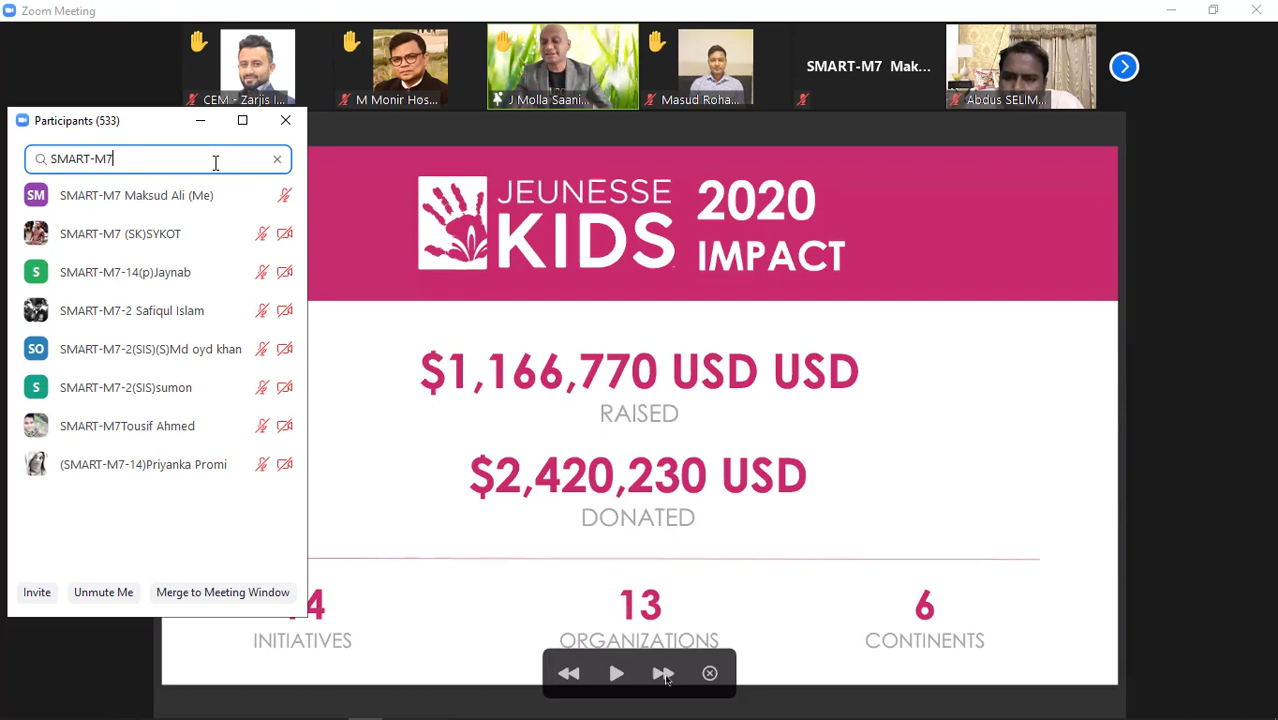 Zoom Meeting
CEM - Zarjis I...
M Monir Hos...
J Molla Saani...
Masud Roha...
SMART-M7 Mak...
Abdus SELIM...
Participants (533)
SMART-M7
SMART-M7 Maksud Ali (Me)
SMART-M7 (SK)SYKOT
SMART-M7-14(p)Jaynab
SMART-M7-2 Safiqul Islam
SMART-M7-2(SIS)(S)Md oyd khan
SMART-M7-2(SIS)sumon
SMART-M7Tousif Ahmed
(SMART-M7-14)Priyanka Promi
SM
S
SO
S
Invite
Unmute Me
Merge to Meeting Window
JEUNESSE
KIDS
2020
IMPACT
$1,166,770 USD USD
RAISED
$2,420,230 USD
DONATED
4
INITIATIVES
13
ORGANIZATIONS
6
CONTINENTS